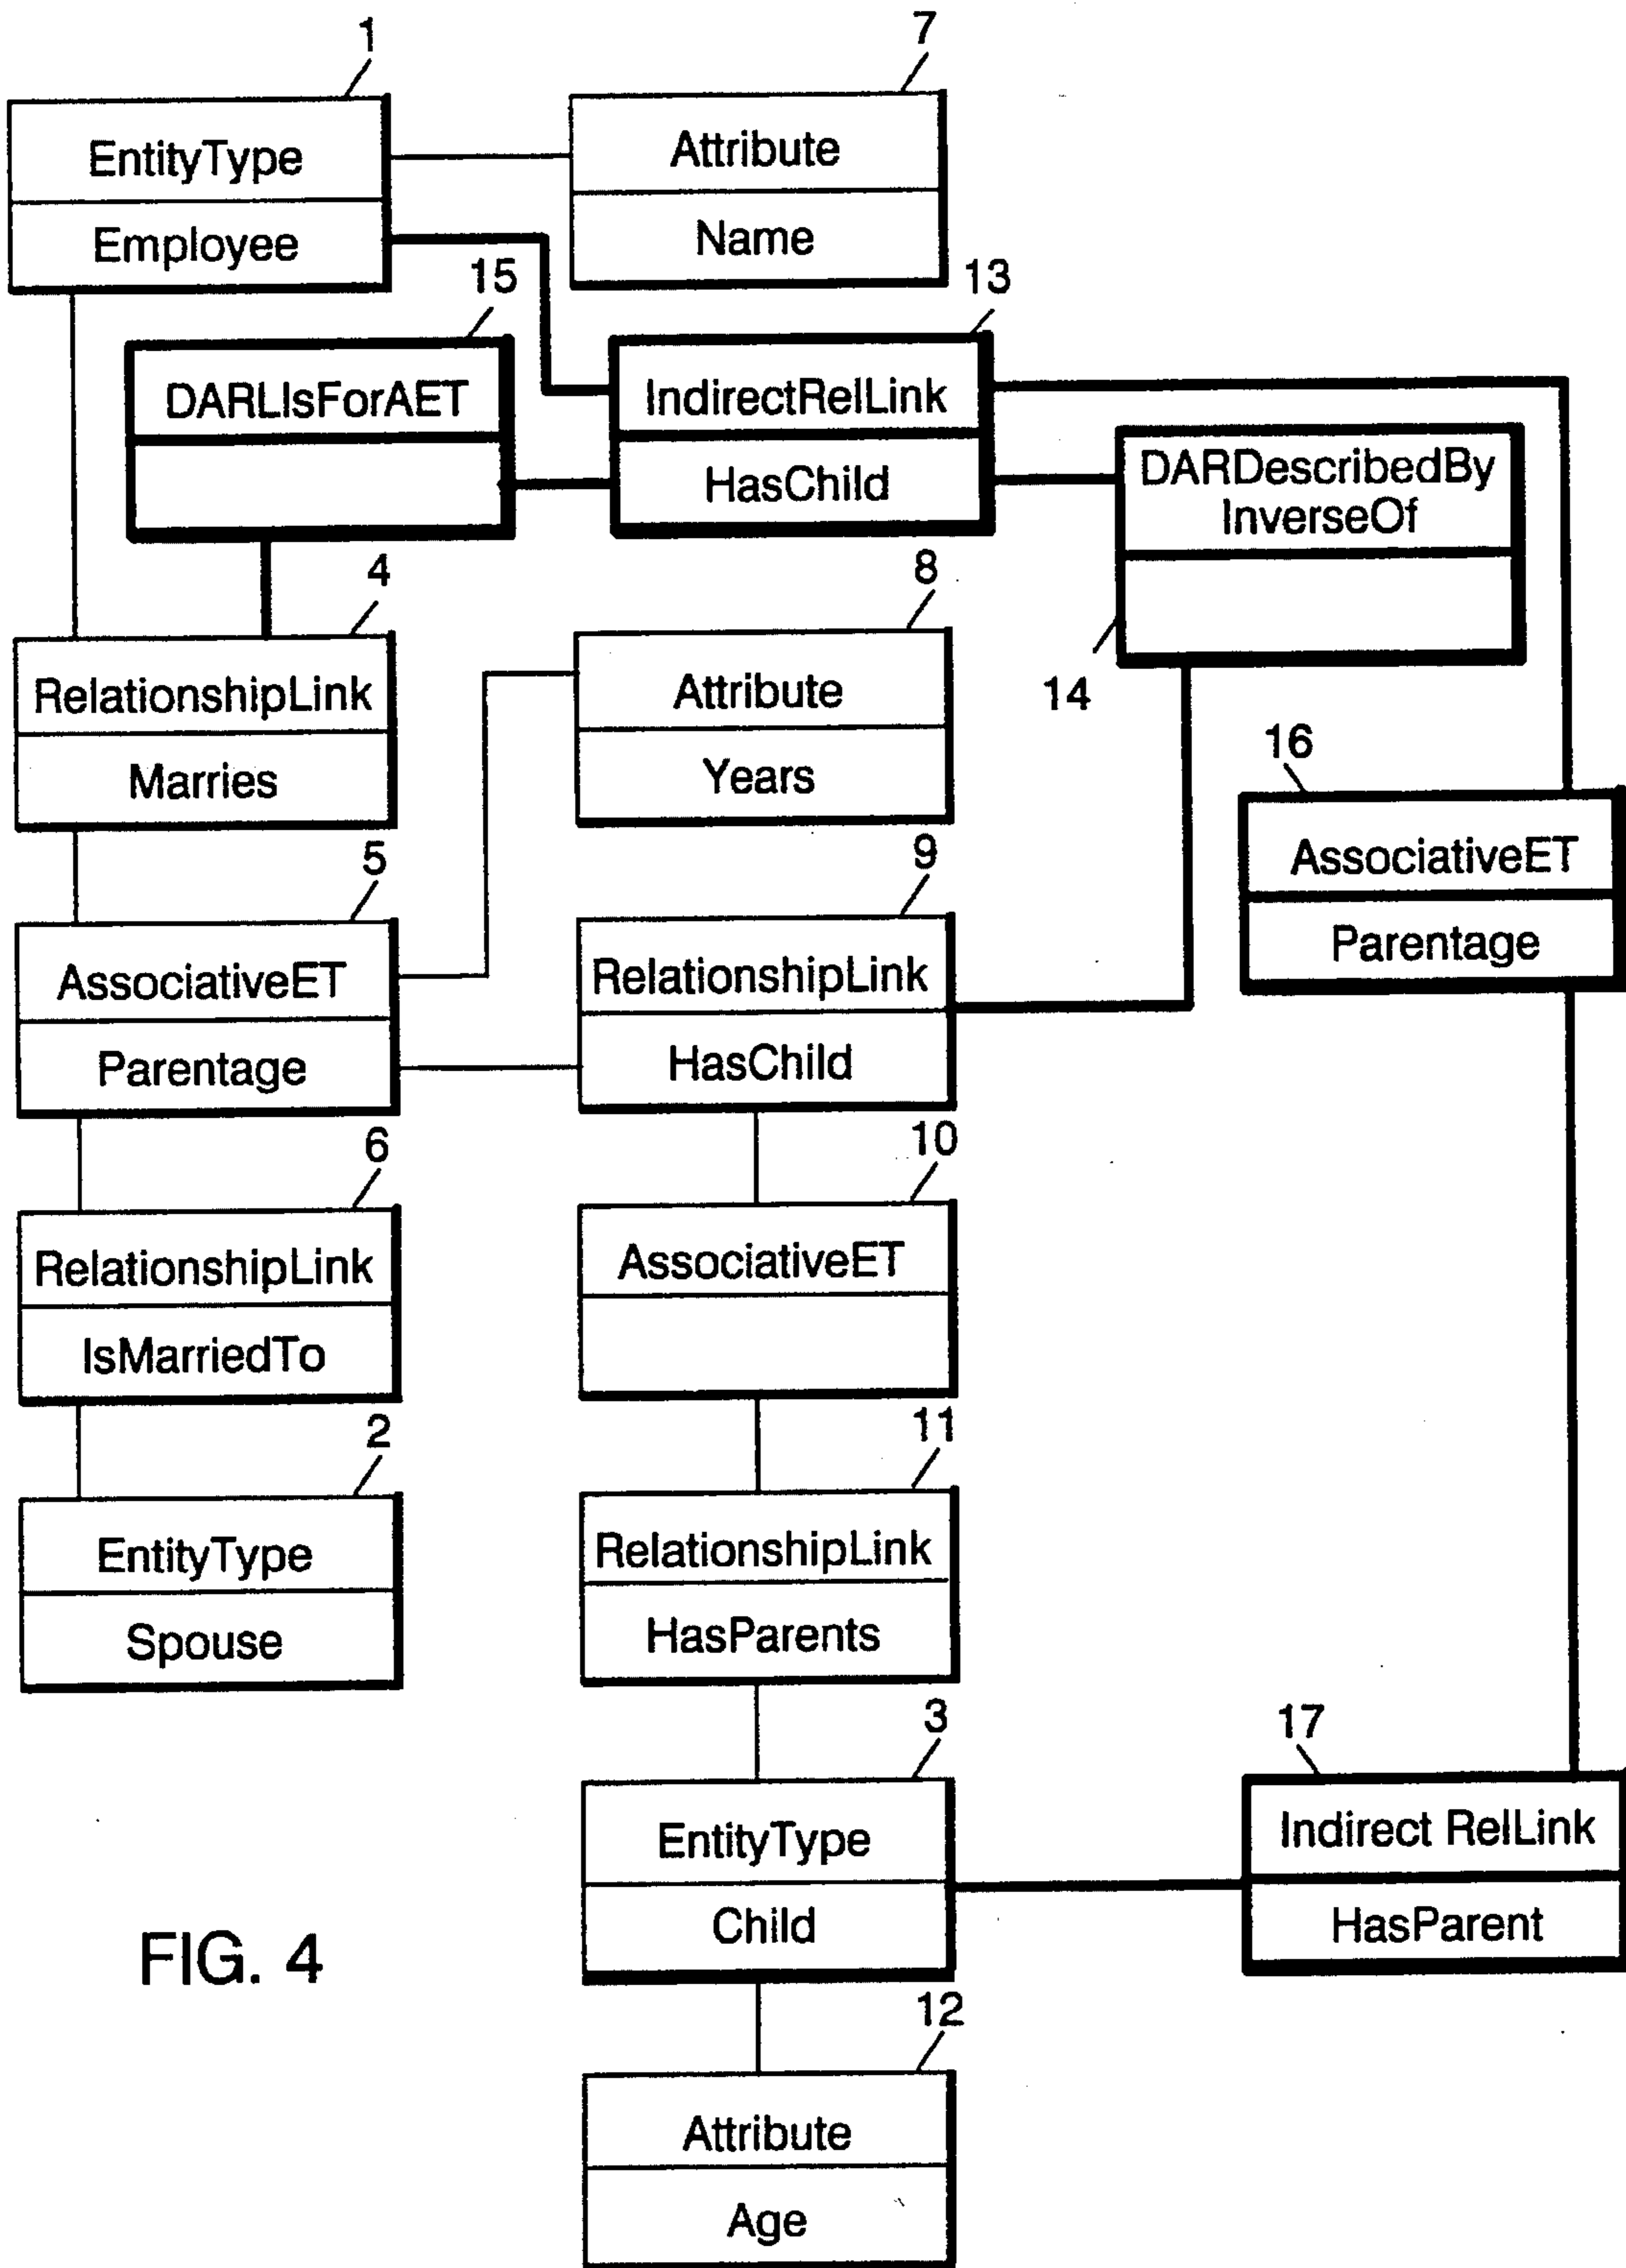 1
7
EntityType
Employee
Attribute
Name
15
13
DARLIsForAET
IndirectRelLink
HasChild
DARDescribedBy
InverseOf
14
4
8
RelationshipLink
Marries
Attribute
Years
16
AssociativeET
Parentage
5
9
AssociativeET
Parentage
RelationshipLink
HasChild
6
10
RelationshipLink
IsMarriedTo
AssociativeET
2
11
EntityType
Spouse
RelationshipLink
HasParents
3
17
EntityType
Child
Indirect RelLink
HasParent
FIG. 4
12
Attribute
Age